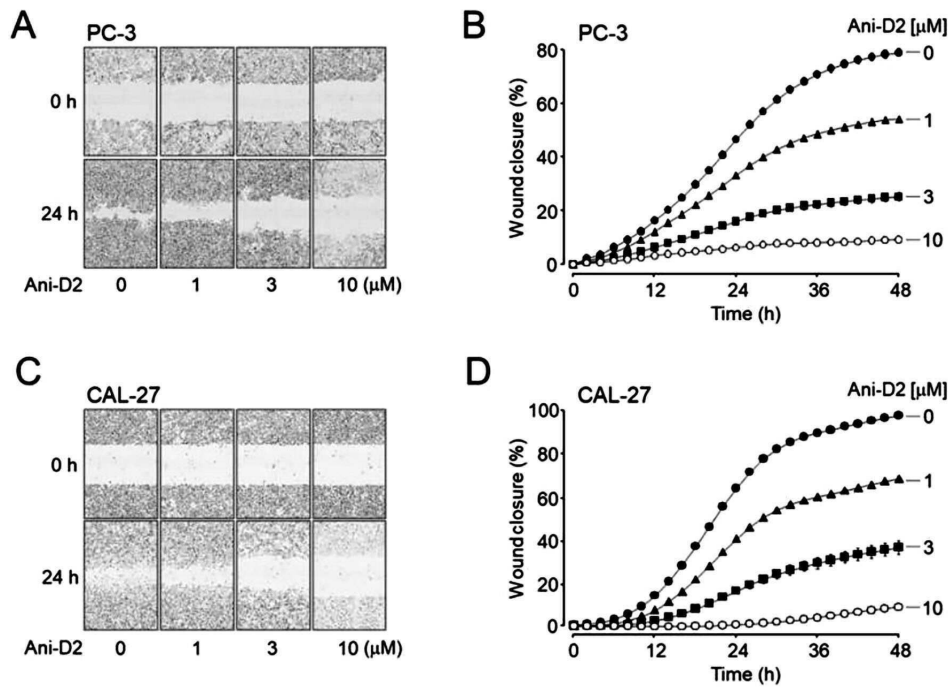 A
PC-3
0 h
24 h
Ani-D2 0 1 3 10 (μM)
B
PC-3
Ani-D2 [μM]
Wound closure (%)
80
60
40
20
0
0 12 24 36 48
Time (h)
0
1
3
10
C
CAL-27
0 h
24 h
Ani-D2 0 1 3 10 (μM)
D
CAL-27
Ani-D2 [μM]
Wound closure (%)
100
80
60
40
20
0
0 12 24 36 48
Time (h)
0
1
3
10